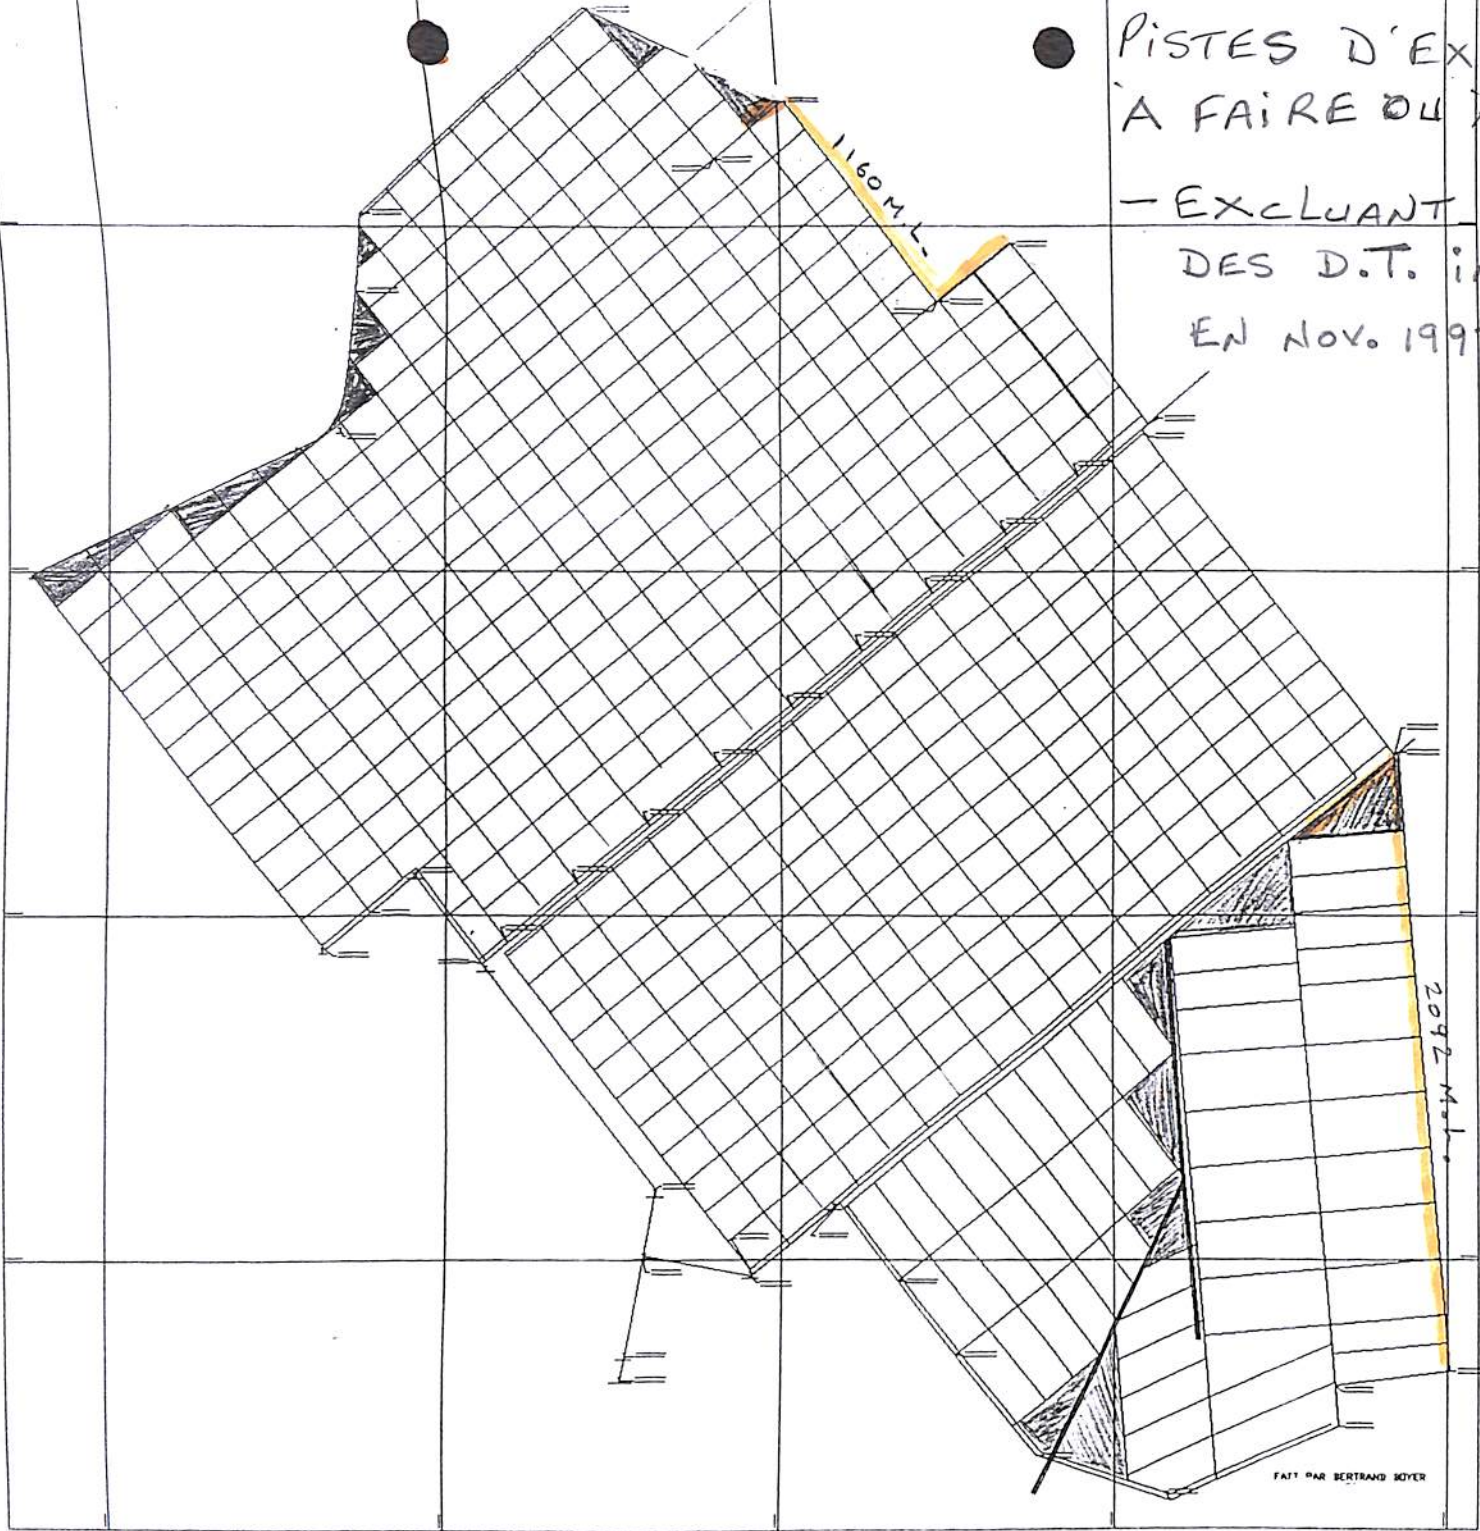 PISTES D'EX
À FAIRE OU
- EXCLUANT
DES D.T.
EN NOV. 199
1160 M.L.
2092 M.L.
FAIT PAR BERTRAND BOYER